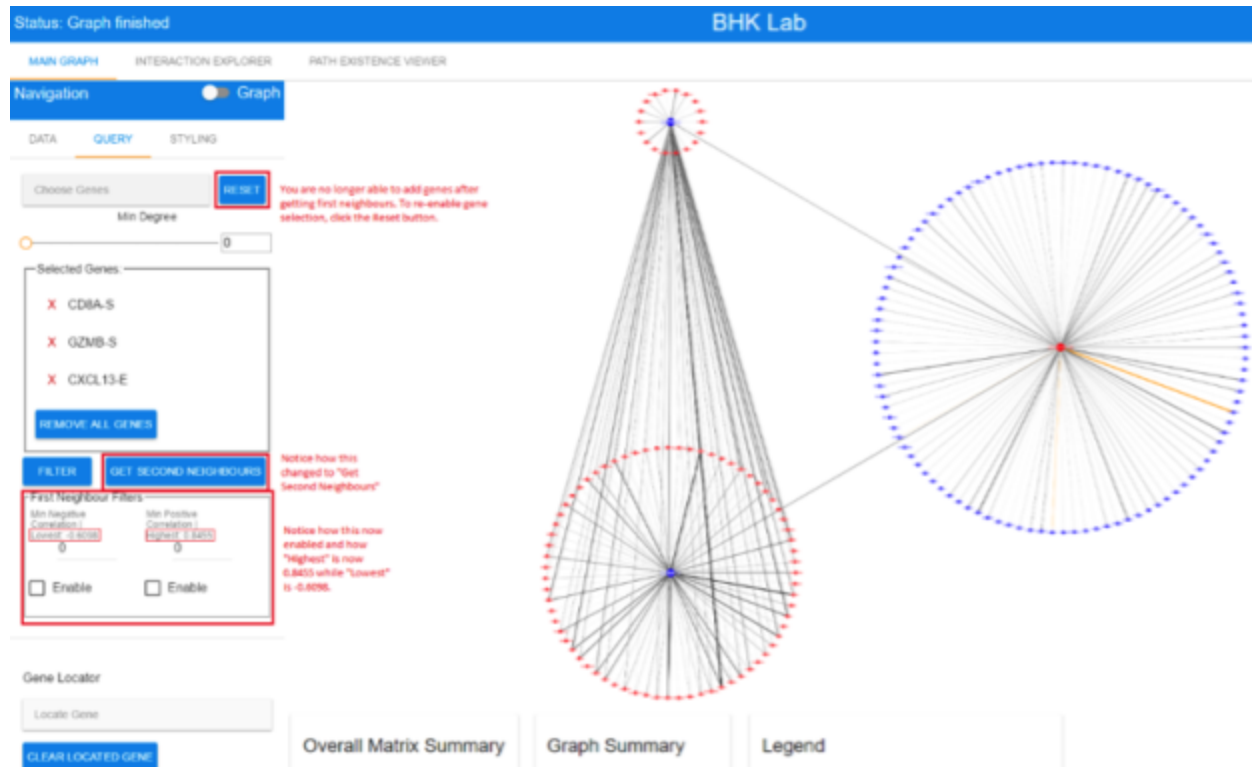 Status: Graph finished
BHK Lab
MAIN GRAPH
INTERACTION EXPLORER
PATH EXISTENCE VIEWER
Navigation
Graph
DATA
QUERY
STYLING
Choose Genes
RESET
You are no longer able to add genes after
getting first neighbours. To re-enable gene
selection, click the Reset button.
Min Degree
0
Selected Genes:
X CD8A-S
X GZMB-S
X CXCL13-E
REMOVE ALL GENES
FILTER
GET SECOND NEIGHBOURS
Notice how this
changed to "Get
Second Neighbours"
First Neighbour Filters
Min Negative
Correlation |
Lowest: -0.6098
0
Min Positive
Correlation |
Highest: 0.8455
0
Enable
Enable
Notice how this now
enabled and how
"Highest" is now
0.8455 while "Lowest"
is -0.6098.
Gene Locator
Locate Gene
CLEAR LOCATED GENE
Overall Matrix Summary
Graph Summary
Legend